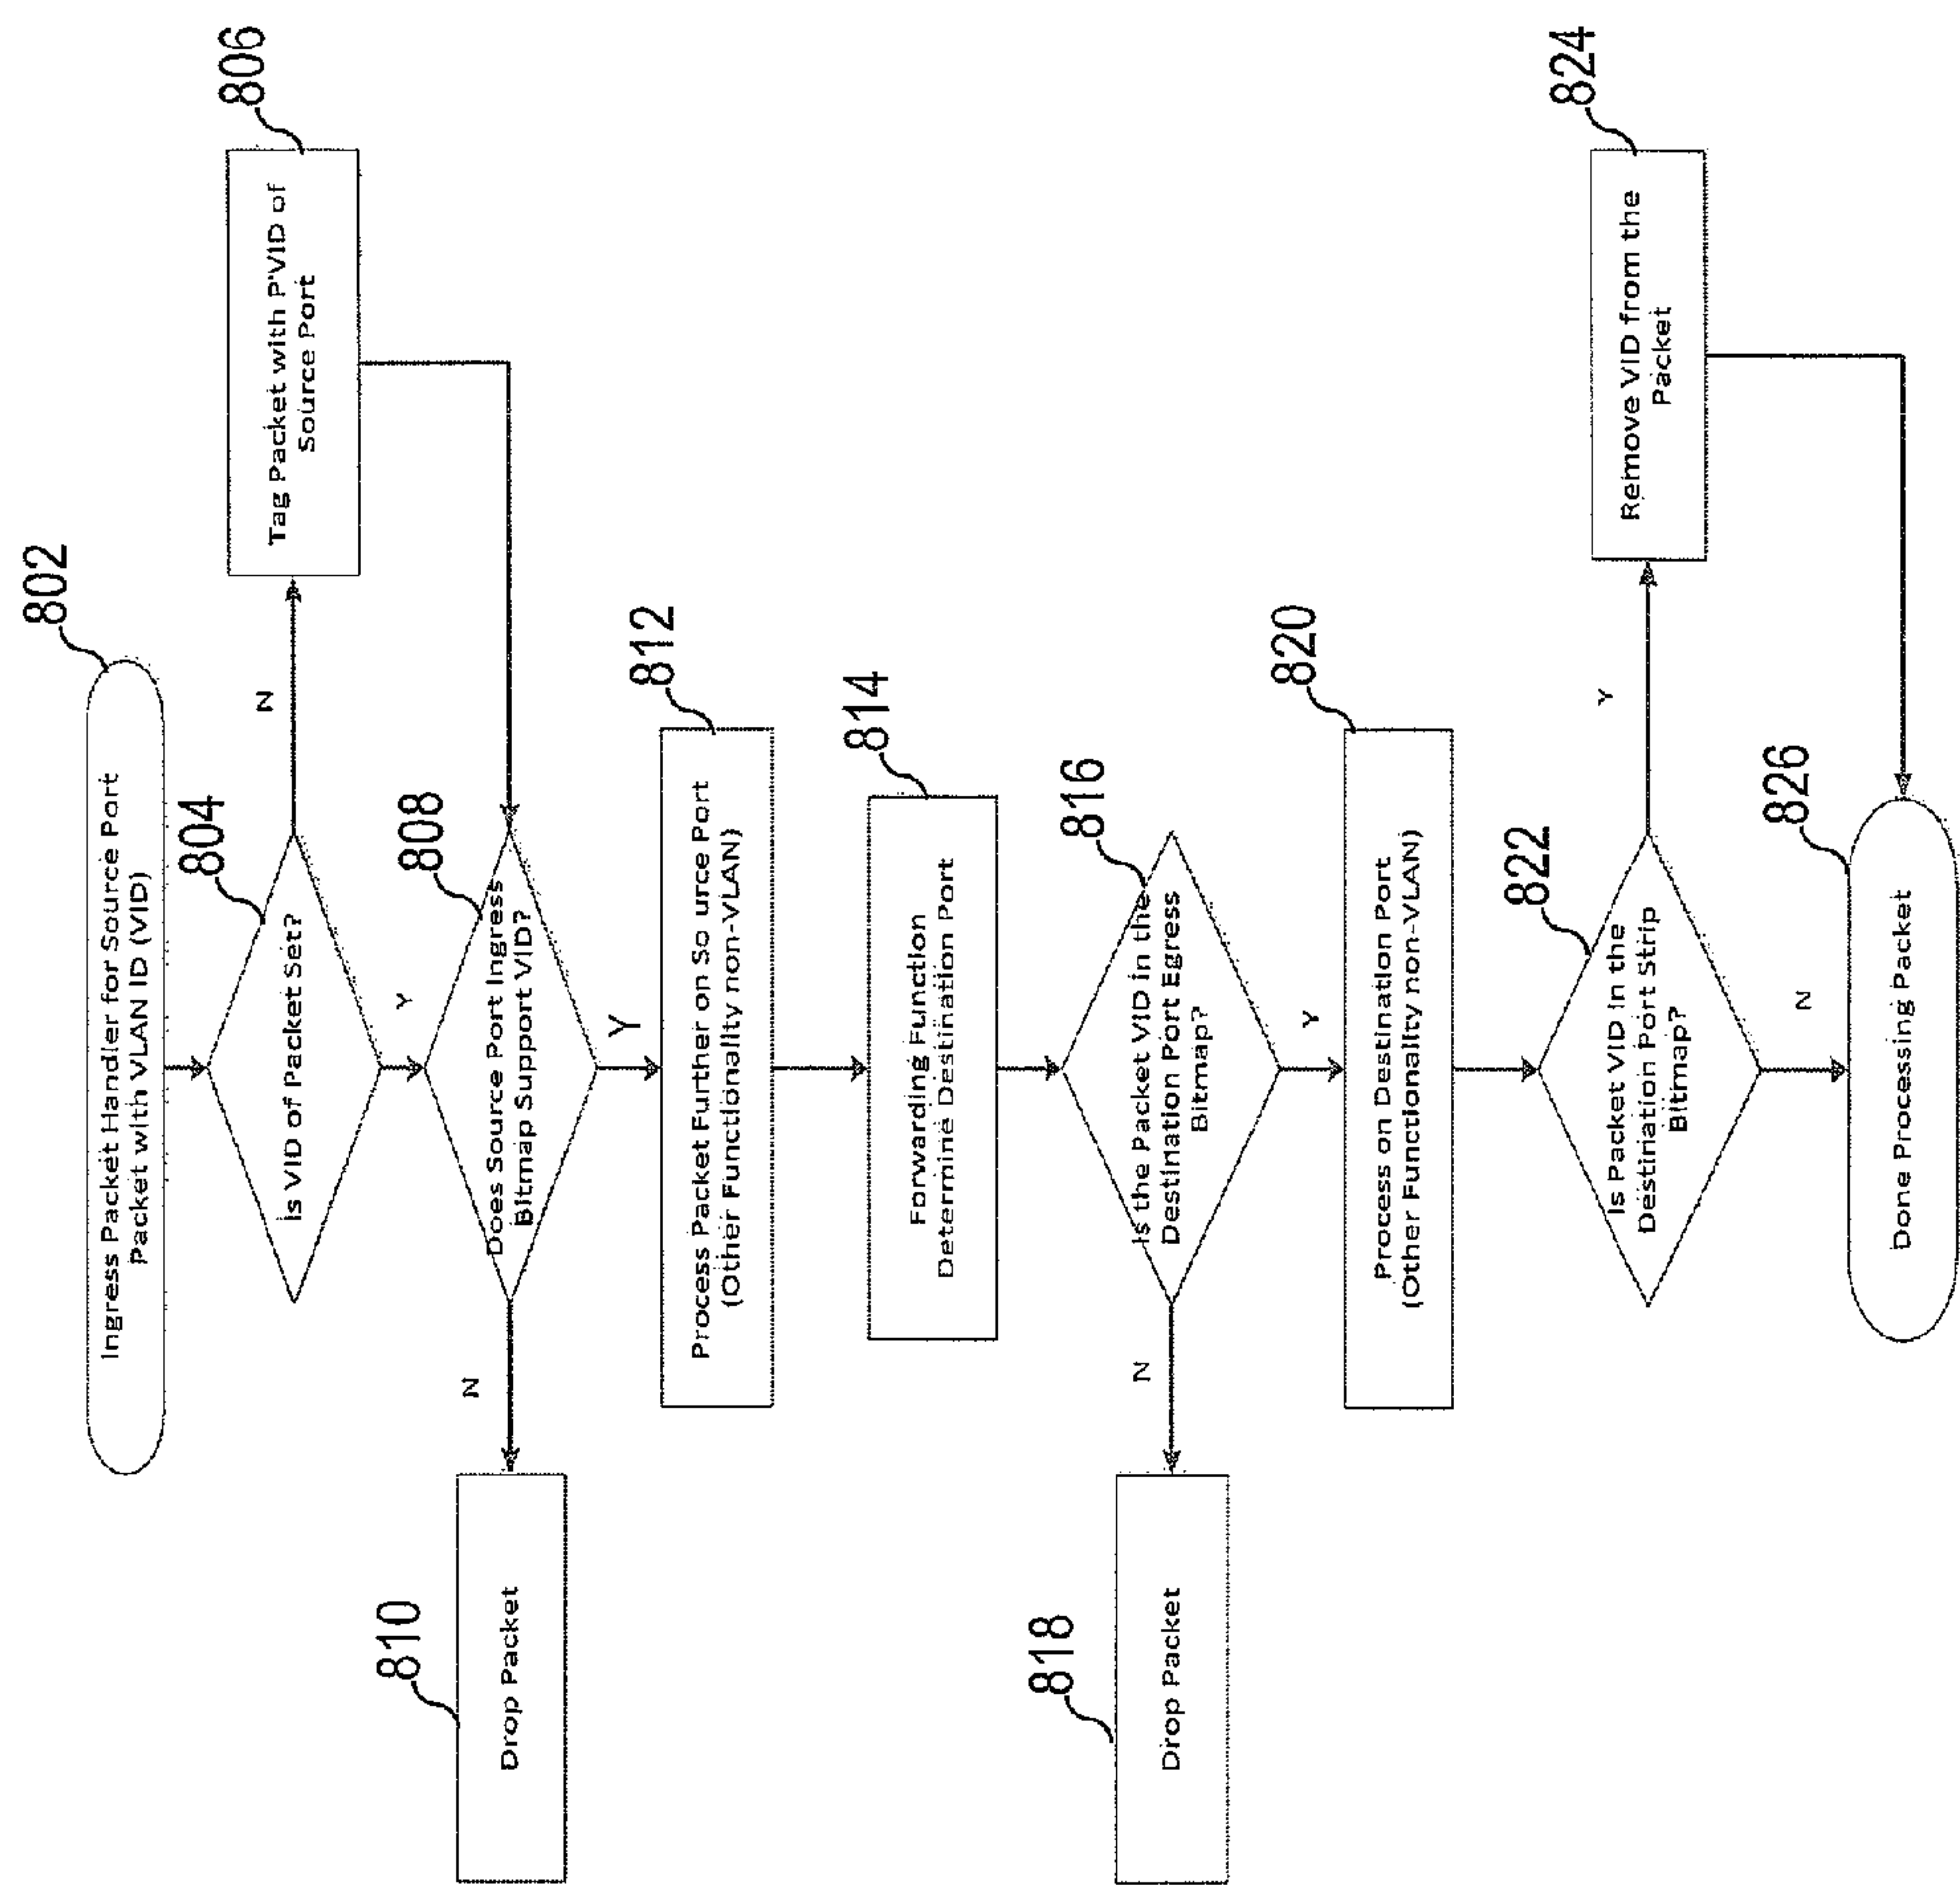 802
Ingress Packet Handler for Source Port
Packet with VLAN ID (VID)
804
Is VID of Packet Set?
N
806
Tag Packet with PVID of
Source Port
Y
808
Does Source Port Ingress
Bitmap Support VID?
N
810
Drop Packet
Y
812
Process Packet Further on So urce Port
(Other Functionality non-VLAN)
814
Forwarding Function
Determine Destination Port
816
Is the Packet VID in the
Destination Port Egress
Bitmap?
N
818
Drop Packet
Y
820
Process on Destination Port
(Other Functionality non-VLAN)
822
Is Packet VID in the
Destination Port Strip
Bitmap?
Y
824
Remove VID from the
Packet
N
826
Done Processing Packet